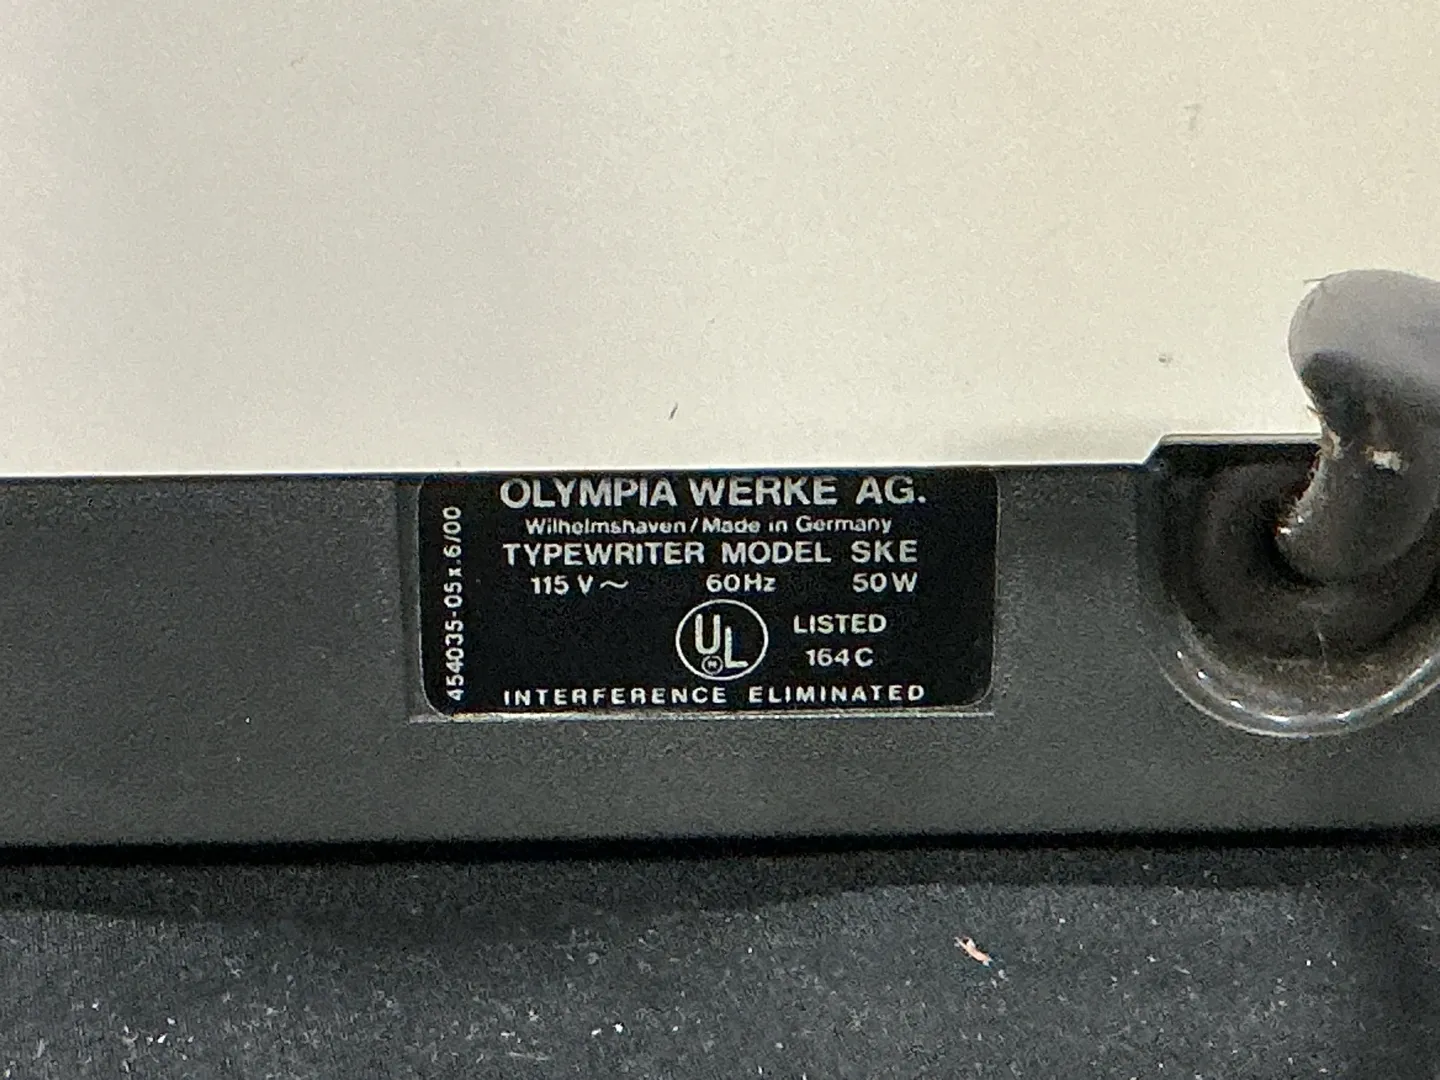 OLYMPIA WERKE AG.
Wilhelmshaven/Made in Germany
TYPEWRITER MODEL SKE
115 V~ 60Hz 50W
UL LISTED
164C
INTERFERENCE ELIMINATED
454035-05x.6/00